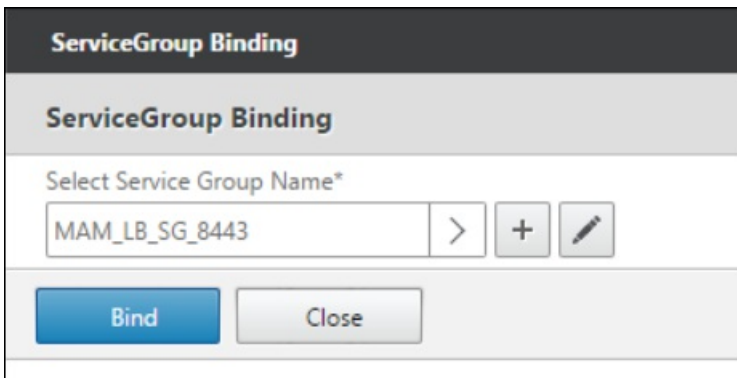 ServiceGroup Binding
ServiceGroup Binding
Select Service Group Name*
MAM_LB_SG_8443
Bind Close